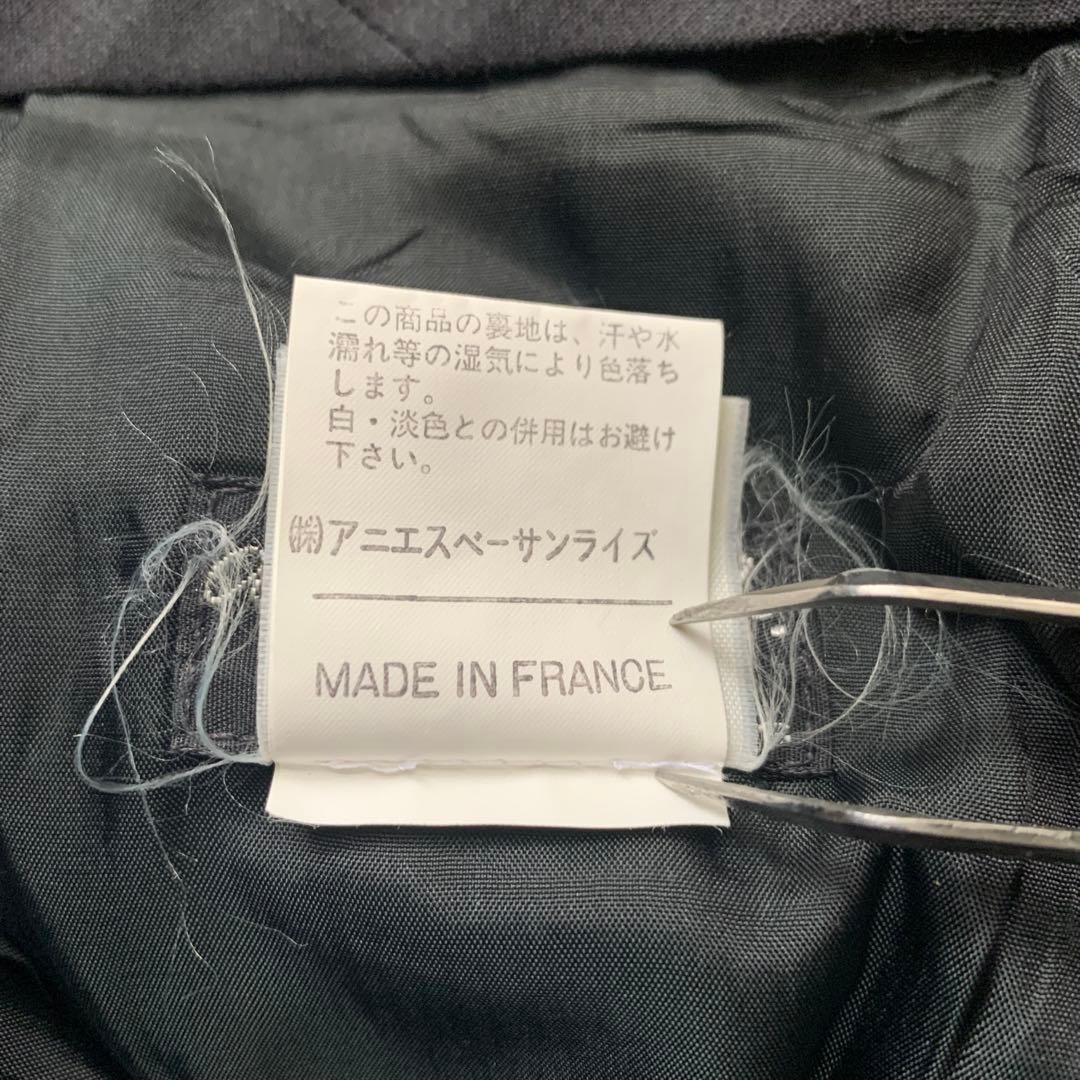 この商品の裏地は、汗や水
濡れ等の湿気により色落ち
します。
白・淡色との併用はお避け
下さい。
㈱アニエスベーサンライズ
MADE IN FRANCE